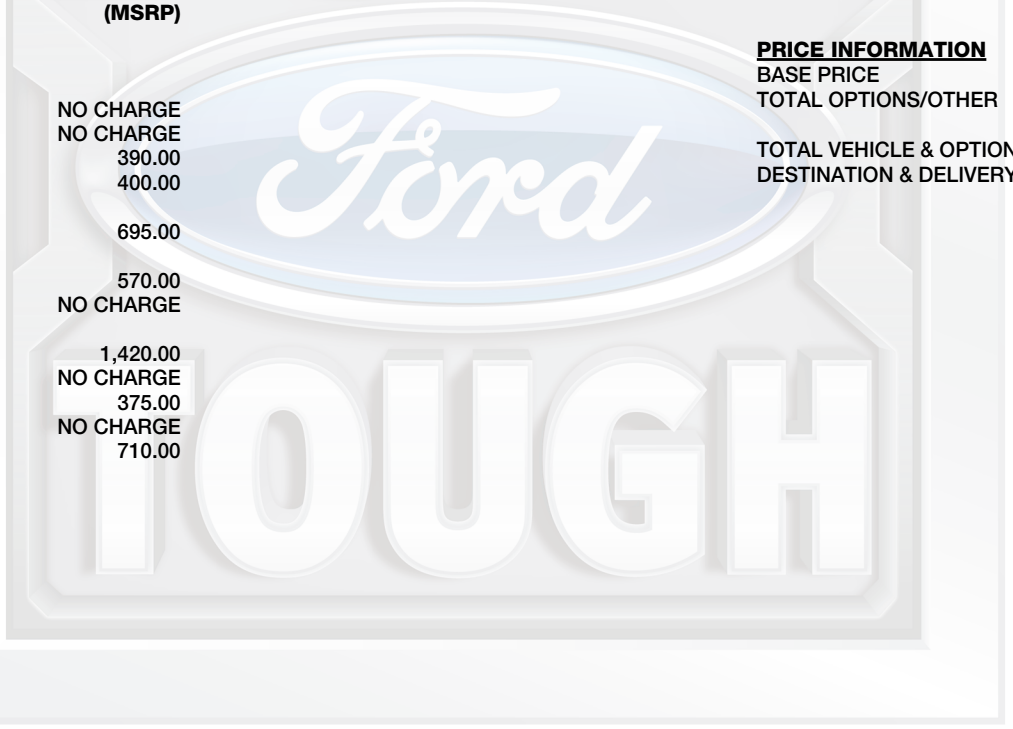 (MSRP)
NO CHARGE
NO CHARGE
390.00
400.00
695.00
570.00
NO CHARGE
1,420.00
NO CHARGE
375.00
NO CHARGE
710.00
PRICE INFORMATION
BASE PRICE
TOTAL OPTIONS/OTHER
TOTAL VEHICLE & OPTION
DESTINATION & DELIVERY
Ford
TOUGH